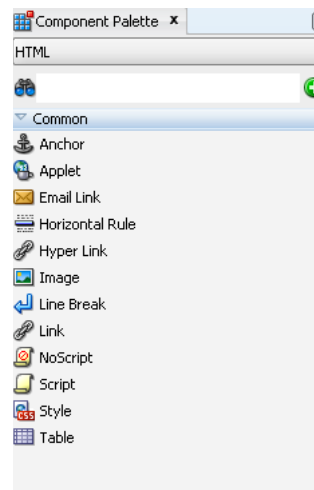 Component Palette x
HTML
Common
Anchor
Applet
Email Link
Horizontal Rule
Hyper Link
Image
Line Break
Link
NoScript
Script
CSS Style
Table